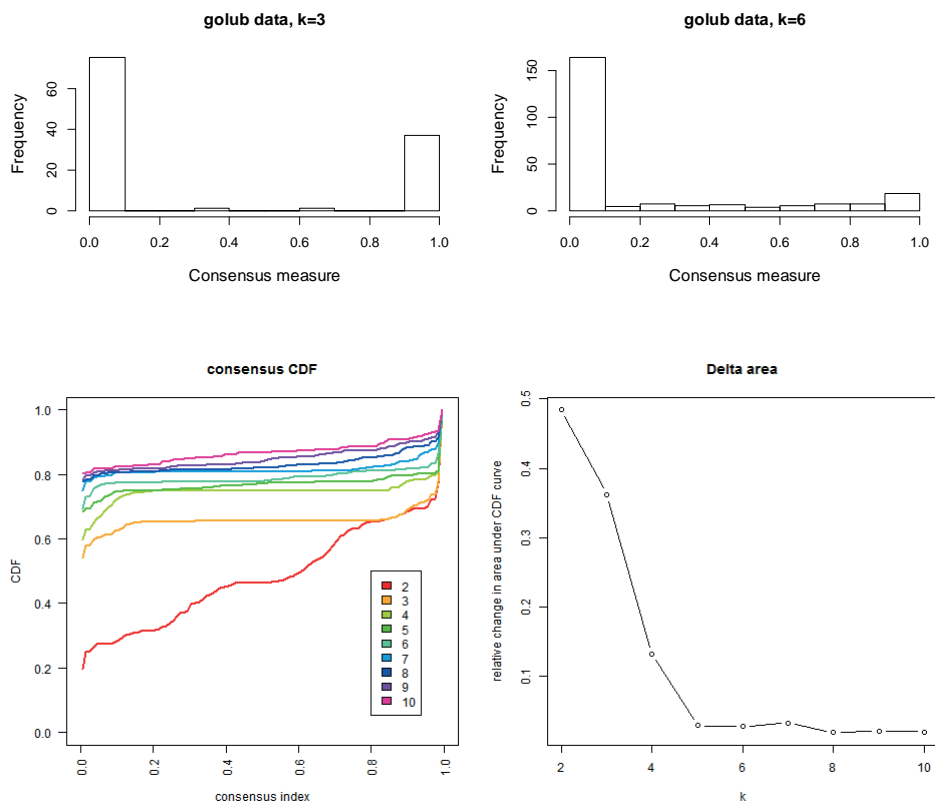 golub data, k=3
Frequency
0 20 40 60
0.0 0.2 0.4 0.6 0.8 1.0
Consensus measure
golub data, k=6
Frequency
0 50 100 150
0.0 0.2 0.4 0.6 0.8 1.0
Consensus measure
consensus CDF
CDF
1.0
0.8
0.6
0.4
0.2
0.0
2
3
4
5
6
7
8
9
10
0.0 0.2 0.4 0.6 0.8 1.0
consensus index
Delta area
relative change in area under CDF curve
0.1 0.2 0.3 0.4 0.5
2 4 6 8 10
k